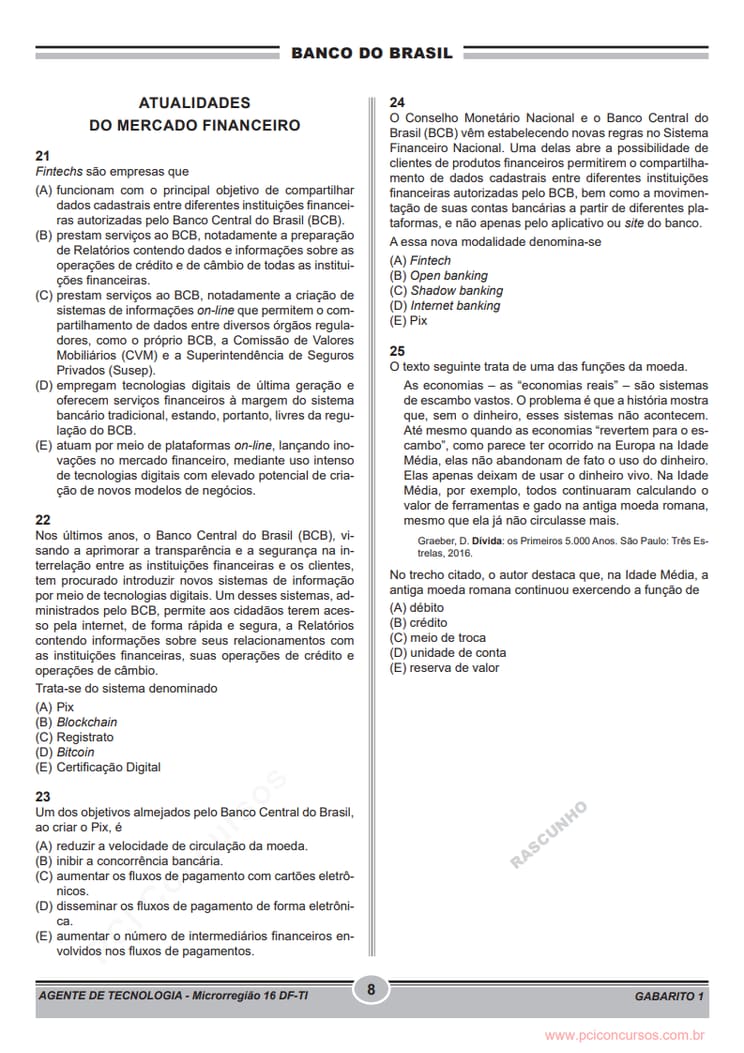 BANCO DO BRASIL
ATUALIDADES
DO MERCADO FINANCEIRO
21
Fintechs são empresas que
(A) funcionam com o principal objetivo de compartilhar
dados cadastrais entre diferentes instituições financei-
ras autorizadas pelo Banco Central do Brasil (BCB).
(B) prestam serviços ao BCB, notadamente a preparação
de Relatórios contendo dados e informações sobre as
operações de crédito e de câmbio de todas as institui-
ções financeiras.
(C) prestam serviços ao BCB, notadamente a criação de
sistemas de informações on-line que permitem o com-
partilhamento de dados entre diversos órgãos regula-
dores, como o próprio BCB, a Comissão de Valores
Mobiliários (CVM) e a Superintendência de Seguros
Privados (Susep).
(D) empregam tecnologias digitais de última geração e
oferecem serviços financeiros à margem do sistema
bancário tradicional, estando, portanto, livres da regu-
lação do BCB.
(E) atuam por meio de plataformas on-line, lançando ino-
vações no mercado financeiro, mediante uso intenso
de tecnologias digitais com elevado potencial de cria-
ção de novos modelos de negócios.
22
Nos últimos anos, o Banco Central do Brasil (BCB), vi-
sando a aprimorar a transparência e a segurança na in-
terrelação entre as instituições financeiras e os clientes,
tem procurado introduzir novos sistemas de informação
por meio de tecnologias digitais. Um desses sistemas, ad-
ministrados pelo BCB, permite aos cidadãos terem aces-
so pela internet, de forma rápida e segura, a Relatórios
contendo informações sobre seus relacionamentos com
as instituições financeiras, suas operações de crédito e
operações de câmbio.
Trata-se do sistema denominado
(A) Pix
(B) Blockchain
(C) Registrato
(D) Bitcoin
(E) Certificação Digital
23
Um dos objetivos almejados pelo Banco Central do Brasil,
ao criar o Pix, é
(A) reduzir a velocidade de circulação da moeda.
(B) inibir a concorrência bancária.
(C) aumentar os fluxos de pagamento com cartões eletrô-
nicos.
(D) disseminar os fluxos de pagamento de forma eletrôni-
ca.
(E) aumentar o número de intermediários financeiros en-
volvidos nos fluxos de pagamentos.
24
O Conselho Monetário Nacional e o Banco Central do
Brasil (BCB) vêm estabelecendo novas regras no Sistema
Financeiro Nacional. Uma delas abre a possibilidade de
clientes de produtos financeiros permitirem o compartilha-
mento de dados cadastrais entre diferentes instituições
financeiras autorizadas pelo BCB, bem como a movimen-
tação de suas contas bancárias a partir de diferentes pla-
taformas, e não apenas pelo aplicativo ou site do banco.
A essa nova modalidade denomina-se
(A) Fintech
(B) Open banking
(C) Shadow banking
(D) Internet banking
(E) Pix
25
O texto seguinte trata de uma das funções da moeda.
As economias – as “economias reais” – são sistemas
de escambo vastos. O problema é que a história mostra
que, sem o dinheiro, esses sistemas não acontecem.
Até mesmo quando as economias “revertem para o es-
cambo”, como parece ter ocorrido na Europa na Idade
Média, elas não abandonam de fato o uso do dinheiro.
Elas apenas deixam de usar o dinheiro vivo. Na Idade
Média, por exemplo, todos continuaram calculando o
valor de ferramentas e gado na antiga moeda romana,
mesmo que ela já não circulasse mais.
Graeber, D. Dívida: os Primeiros 5.000 Anos. São Paulo: Três Es-
trelas, 2016.
No trecho citado, o autor destaca que, na Idade Média, a
antiga moeda romana continuou exercendo a função de
(A) débito
(B) crédito
(C) meio de troca
(D) unidade de conta
(E) reserva de valor
RASCUNHO
AGENTE DE TECNOLOGIA - Microrregião 16 DF-TI
8
GABARITO 1
www.pciconcursos.com.br